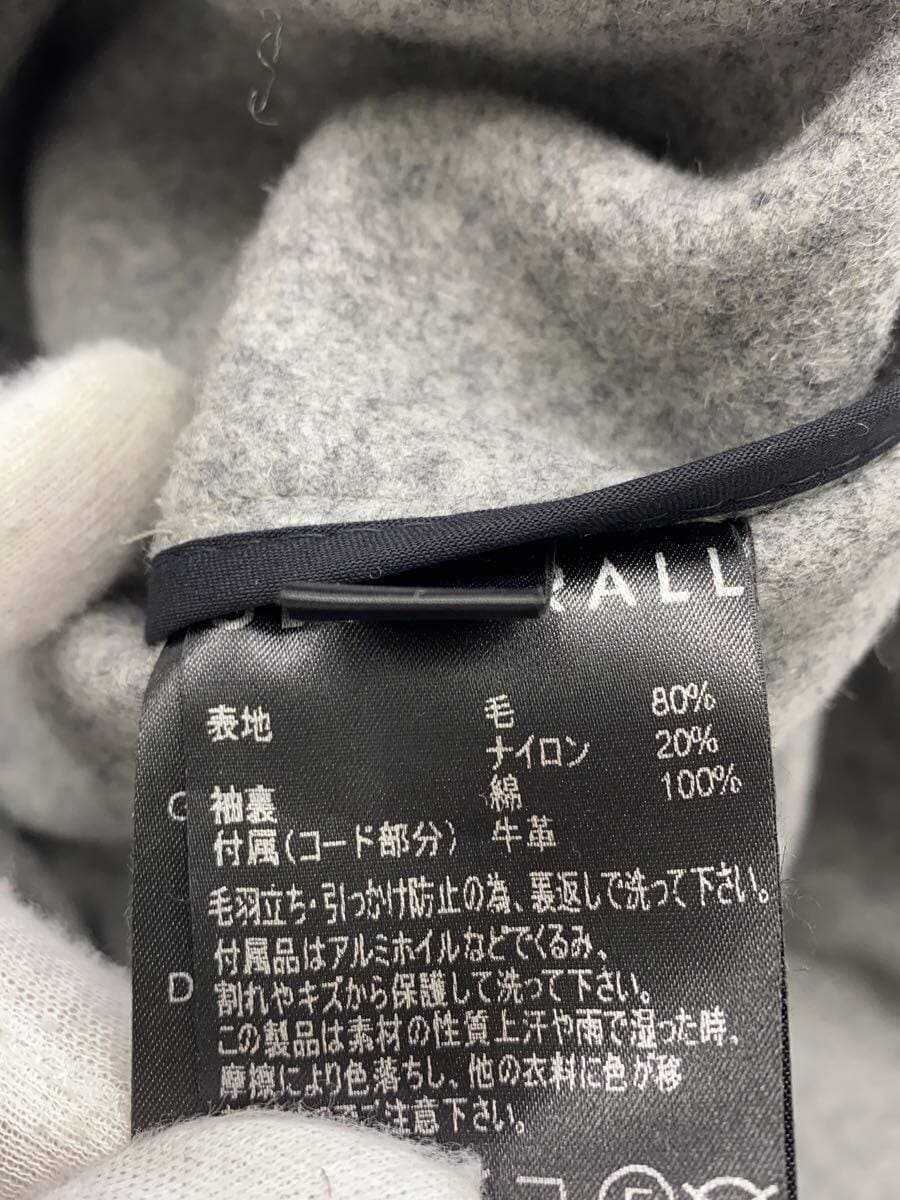 RALL
表地 毛 80%
ナイロン 20%
袖裏 綿 100%
付属(コード部分) 牛革
毛羽立ち・引っかけ防止の為、裏返しで洗って下さい。
付属品はアルミホイルなどでくるみ、
割れやキズから保護して洗って下さい。
この製品は素材の性質上汗や雨で湿った時、
摩擦により色落ちし、他の衣料に色が移
ご注意下さい。
D